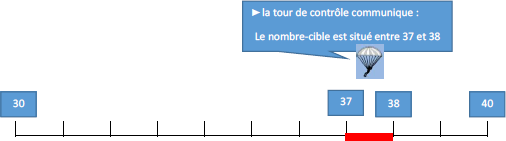 ► la tour de contrôle communique :
Le nombre-cible est situé entre 37 et 38
30
37
38
40